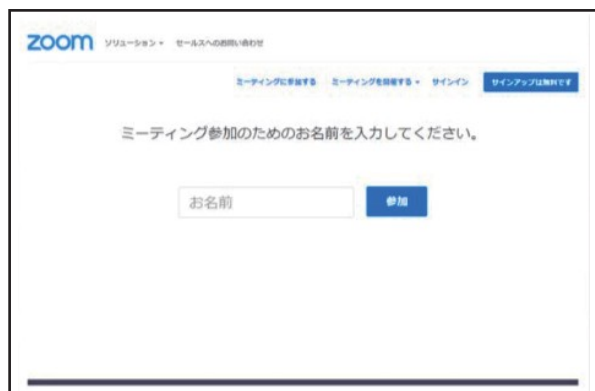 zoom ソリューション セールスへのお問い合わせ
ミーティングに参加する ミーティングを開催する サインイン サインアップは無料です
ミーティング参加のためのお名前を入力してください。
お名前 参加